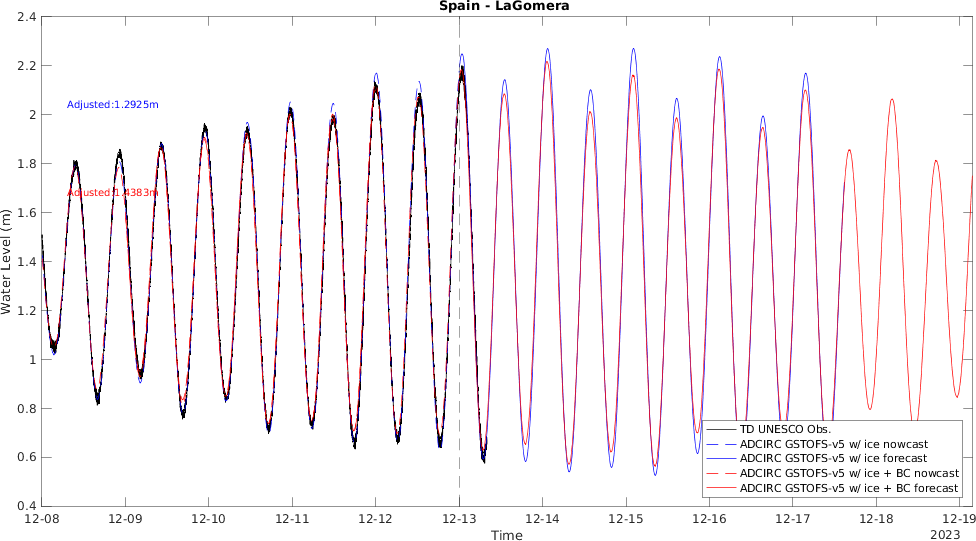 Spain - LaGomera
2.4
2.2
2
1.8
1.6
1.4
1.2
1
0.8
0.6
0.4
Water Level (m)
Adjusted:1.2925m
Adjusted:1.4383m
TD UNESCO Obs.
ADCIRC GSTOFS-v5 w/ ice nowcast
ADCIRC GSTOFS-v5 w/ ice forecast
ADCIRC GSTOFS-v5 w/ ice + BC nowcast
ADCIRC GSTOFS-v5 w/ ice + BC forecast
12-08 12-09 12-10 12-11 12-12 12-13 12-14 12-15 12-16 12-17 12-18 12-19
Time
2023